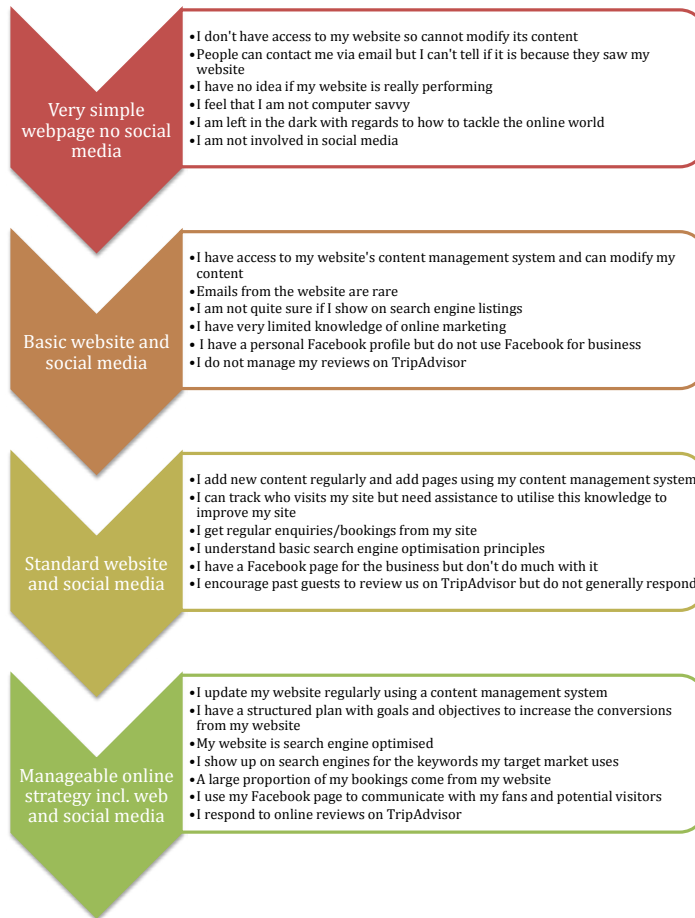 Very simple
webpage no social
media
•I don't have access to my website so cannot modify its content
•People can contact me via email but I can't tell if it is because they saw my
website
•I have no idea if my website is really performing
•I feel that I am not computer savvy
•I am left in the dark with regards to how to tackle the online world
•I am not involved in social media
Basic website and
social media
•I have access to my website's content management system and can modify my
content
•Emails from the website are rare
•I am not quite sure if I show on search engine listings
•I have very limited knowledge of online marketing
• I have a personal Facebook profile but do not use Facebook for business
•I do not manage my reviews on TripAdvisor
Standard website
and social media
•I add new content regularly and add pages using my content management system
•I can track who visits my site but need assistance to utilise this knowledge to
improve my site
•I get regular enquiries/bookings from my site
•I understand basic search engine optimisation principles
•I have a Facebook page for the business but don't do much with it
•I encourage past guests to review us on TripAdvisor but do not generally respond
Manageable online
strategy incl. web
and social media
•I update my website regularly using a content management system
•I have a structured plan with goals and objectives to increase the conversions
from my website
•My website is search engine optimised
•I show up on search engines for the keywords my target market uses
•A large proportion of my bookings come from my website
•I use my Facebook page to communicate with my fans and potential visitors
•I respond to online reviews on TripAdvisor